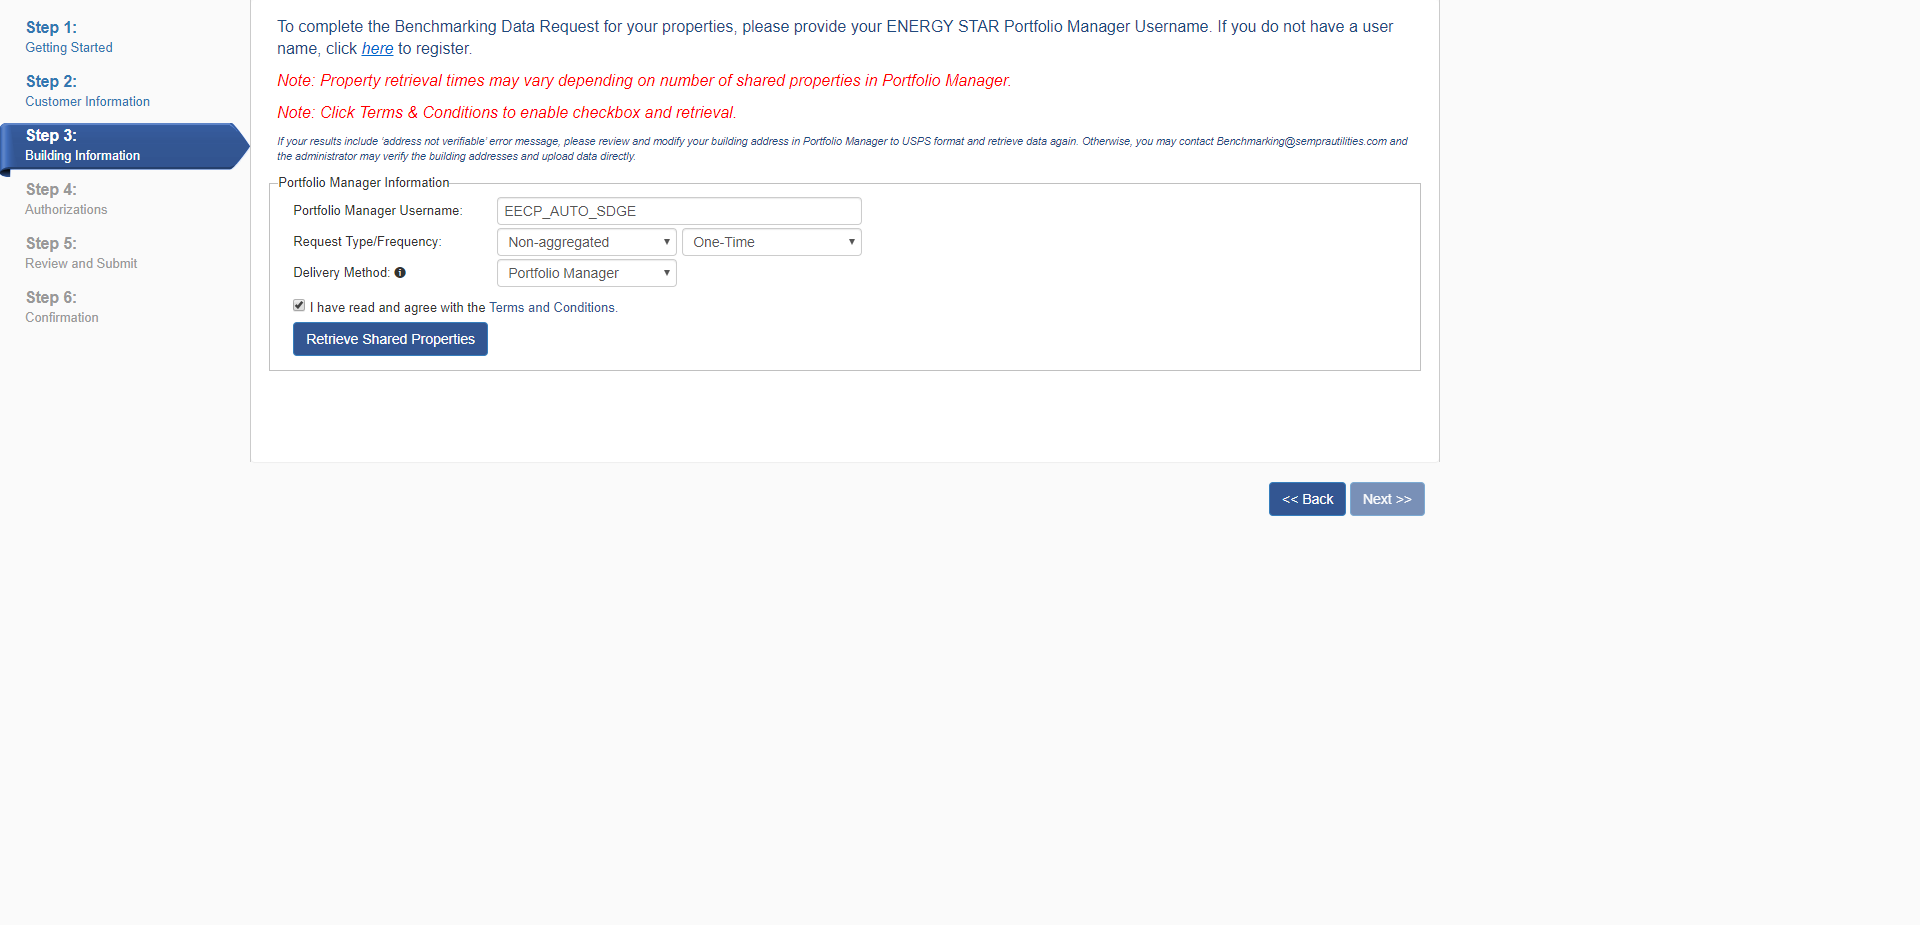 Step 1:
Getting Started
Step 2:
Customer Information
Step 3:
Building Information
Step 4:
Authorizations
Step 5:
Review and Submit
Step 6:
Confirmation
To complete the Benchmarking Data Request for your properties, please provide your ENERGY STAR Portfolio Manager Username. If you do not have a user
name, click here to register.
Note: Property retrieval times may vary depending on number of shared properties in Portfolio Manager.
Note: Click Terms & Conditions to enable checkbox and retrieval.
If your results include 'address not verifiable' error message, please review and modify your building address in Portfolio Manager to USPS format and retrieve data again. Otherwise, you may contact Benchmarking@semprautilities.com and
the administrator may verify the building addresses and upload data directly.
Portfolio Manager Information
Portfolio Manager Username: EECP_AUTO_SDGE
Request Type/Frequency: Non-aggregated One-Time
Delivery Method: Portfolio Manager
I have read and agree with the Terms and Conditions.
Retrieve Shared Properties
<< Back Next >>